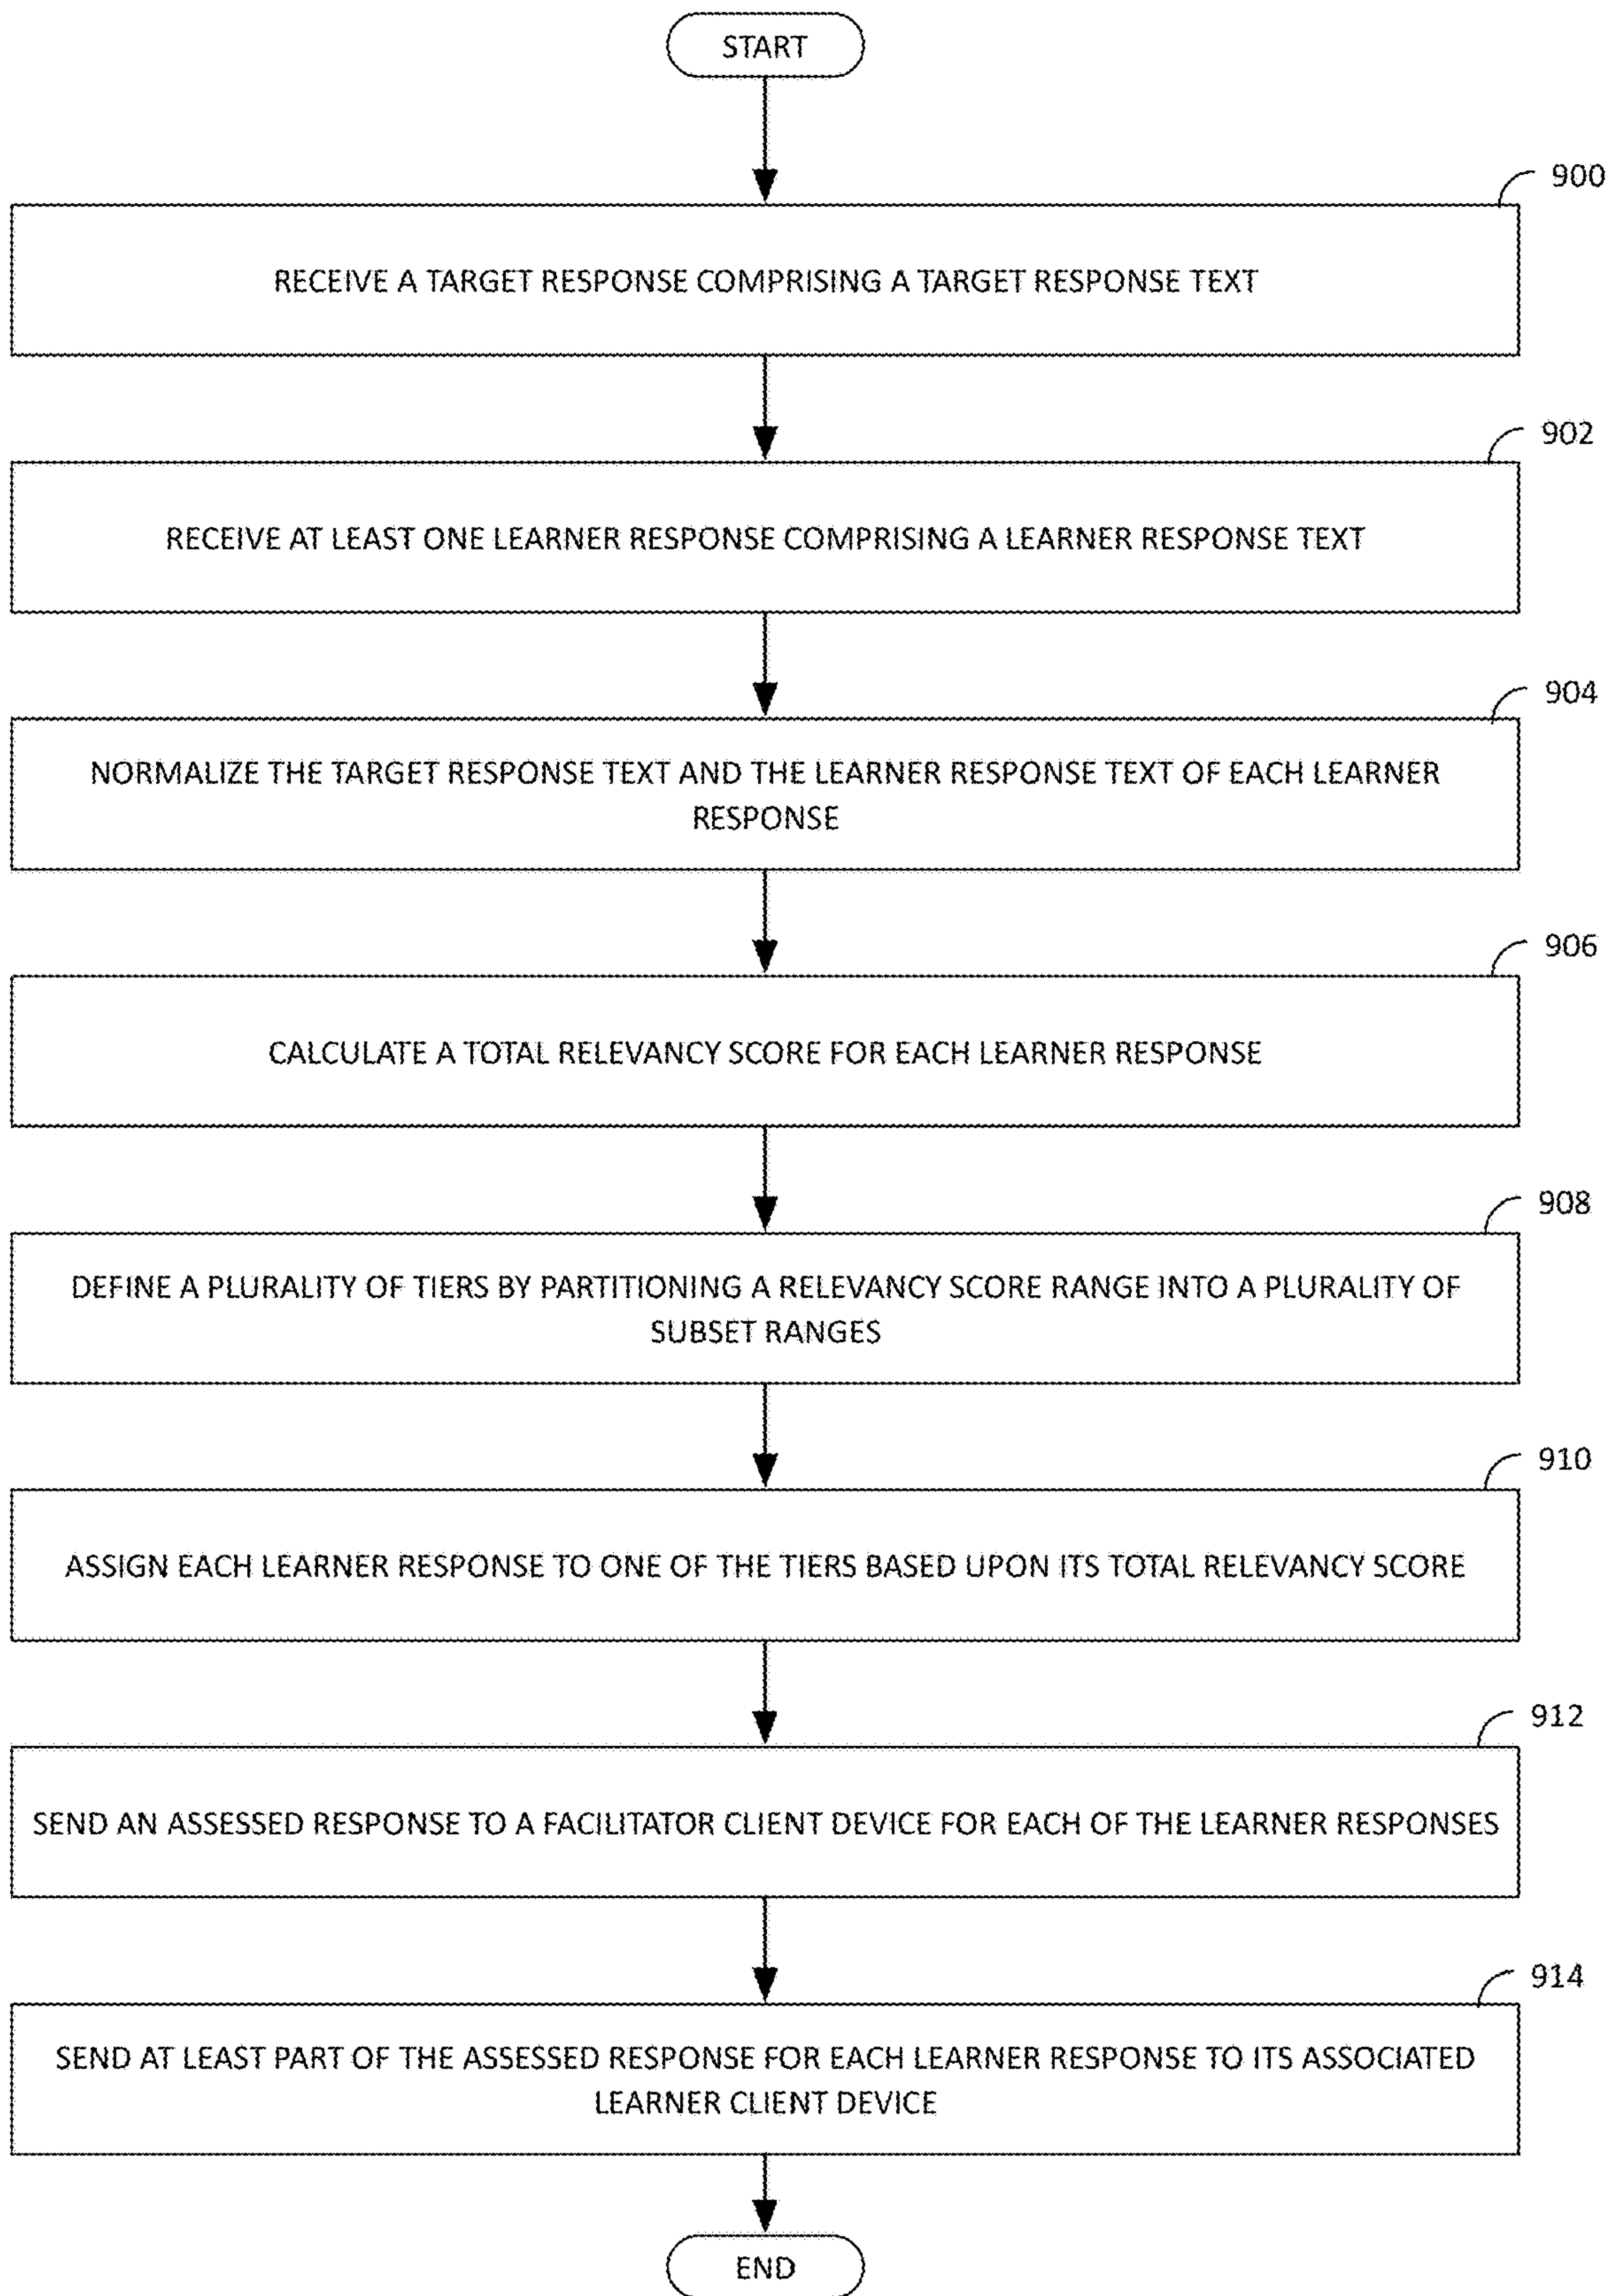 START
900
RECEIVE A TARGET RESPONSE COMPRISING A TARGET RESPONSE TEXT
902
RECEIVE AT LEAST ONE LEARNER RESPONSE COMPRISING A LEARNER RESPONSE TEXT
904
NORMALIZE THE TARGET RESPONSE TEXT AND THE LEARNER RESPONSE TEXT OF EACH LEARNER
RESPONSE
906
CALCULATE A TOTAL RELEVANCY SCORE FOR EACH LEARNER RESPONSE
908
DEFINE A PLURALITY OF TIERS BY PARTITIONING A RELEVANCY SCORE RANGE INTO A PLURALITY OF
SUBSET RANGES
910
ASSIGN EACH LEARNER RESPONSE TO ONE OF THE TIERS BASED UPON ITS TOTAL RELEVANCY SCORE
912
SEND AN ASSESSED RESPONSE TO A FACILITATOR CLIENT DEVICE FOR EACH OF THE LEARNER RESPONSES
914
SEND AT LEAST PART OF THE ASSESSED RESPONSE FOR EACH LEARNER RESPONSE TO ITS ASSOCIATED
LEARNER CLIENT DEVICE
END